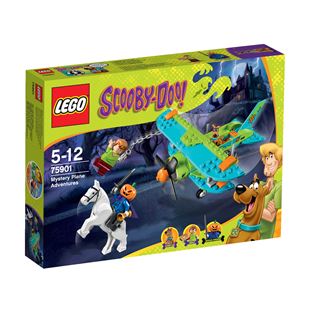 LEGO
SCOOBY-DOO!
5-12
75901
Mystery Plane
Adventures